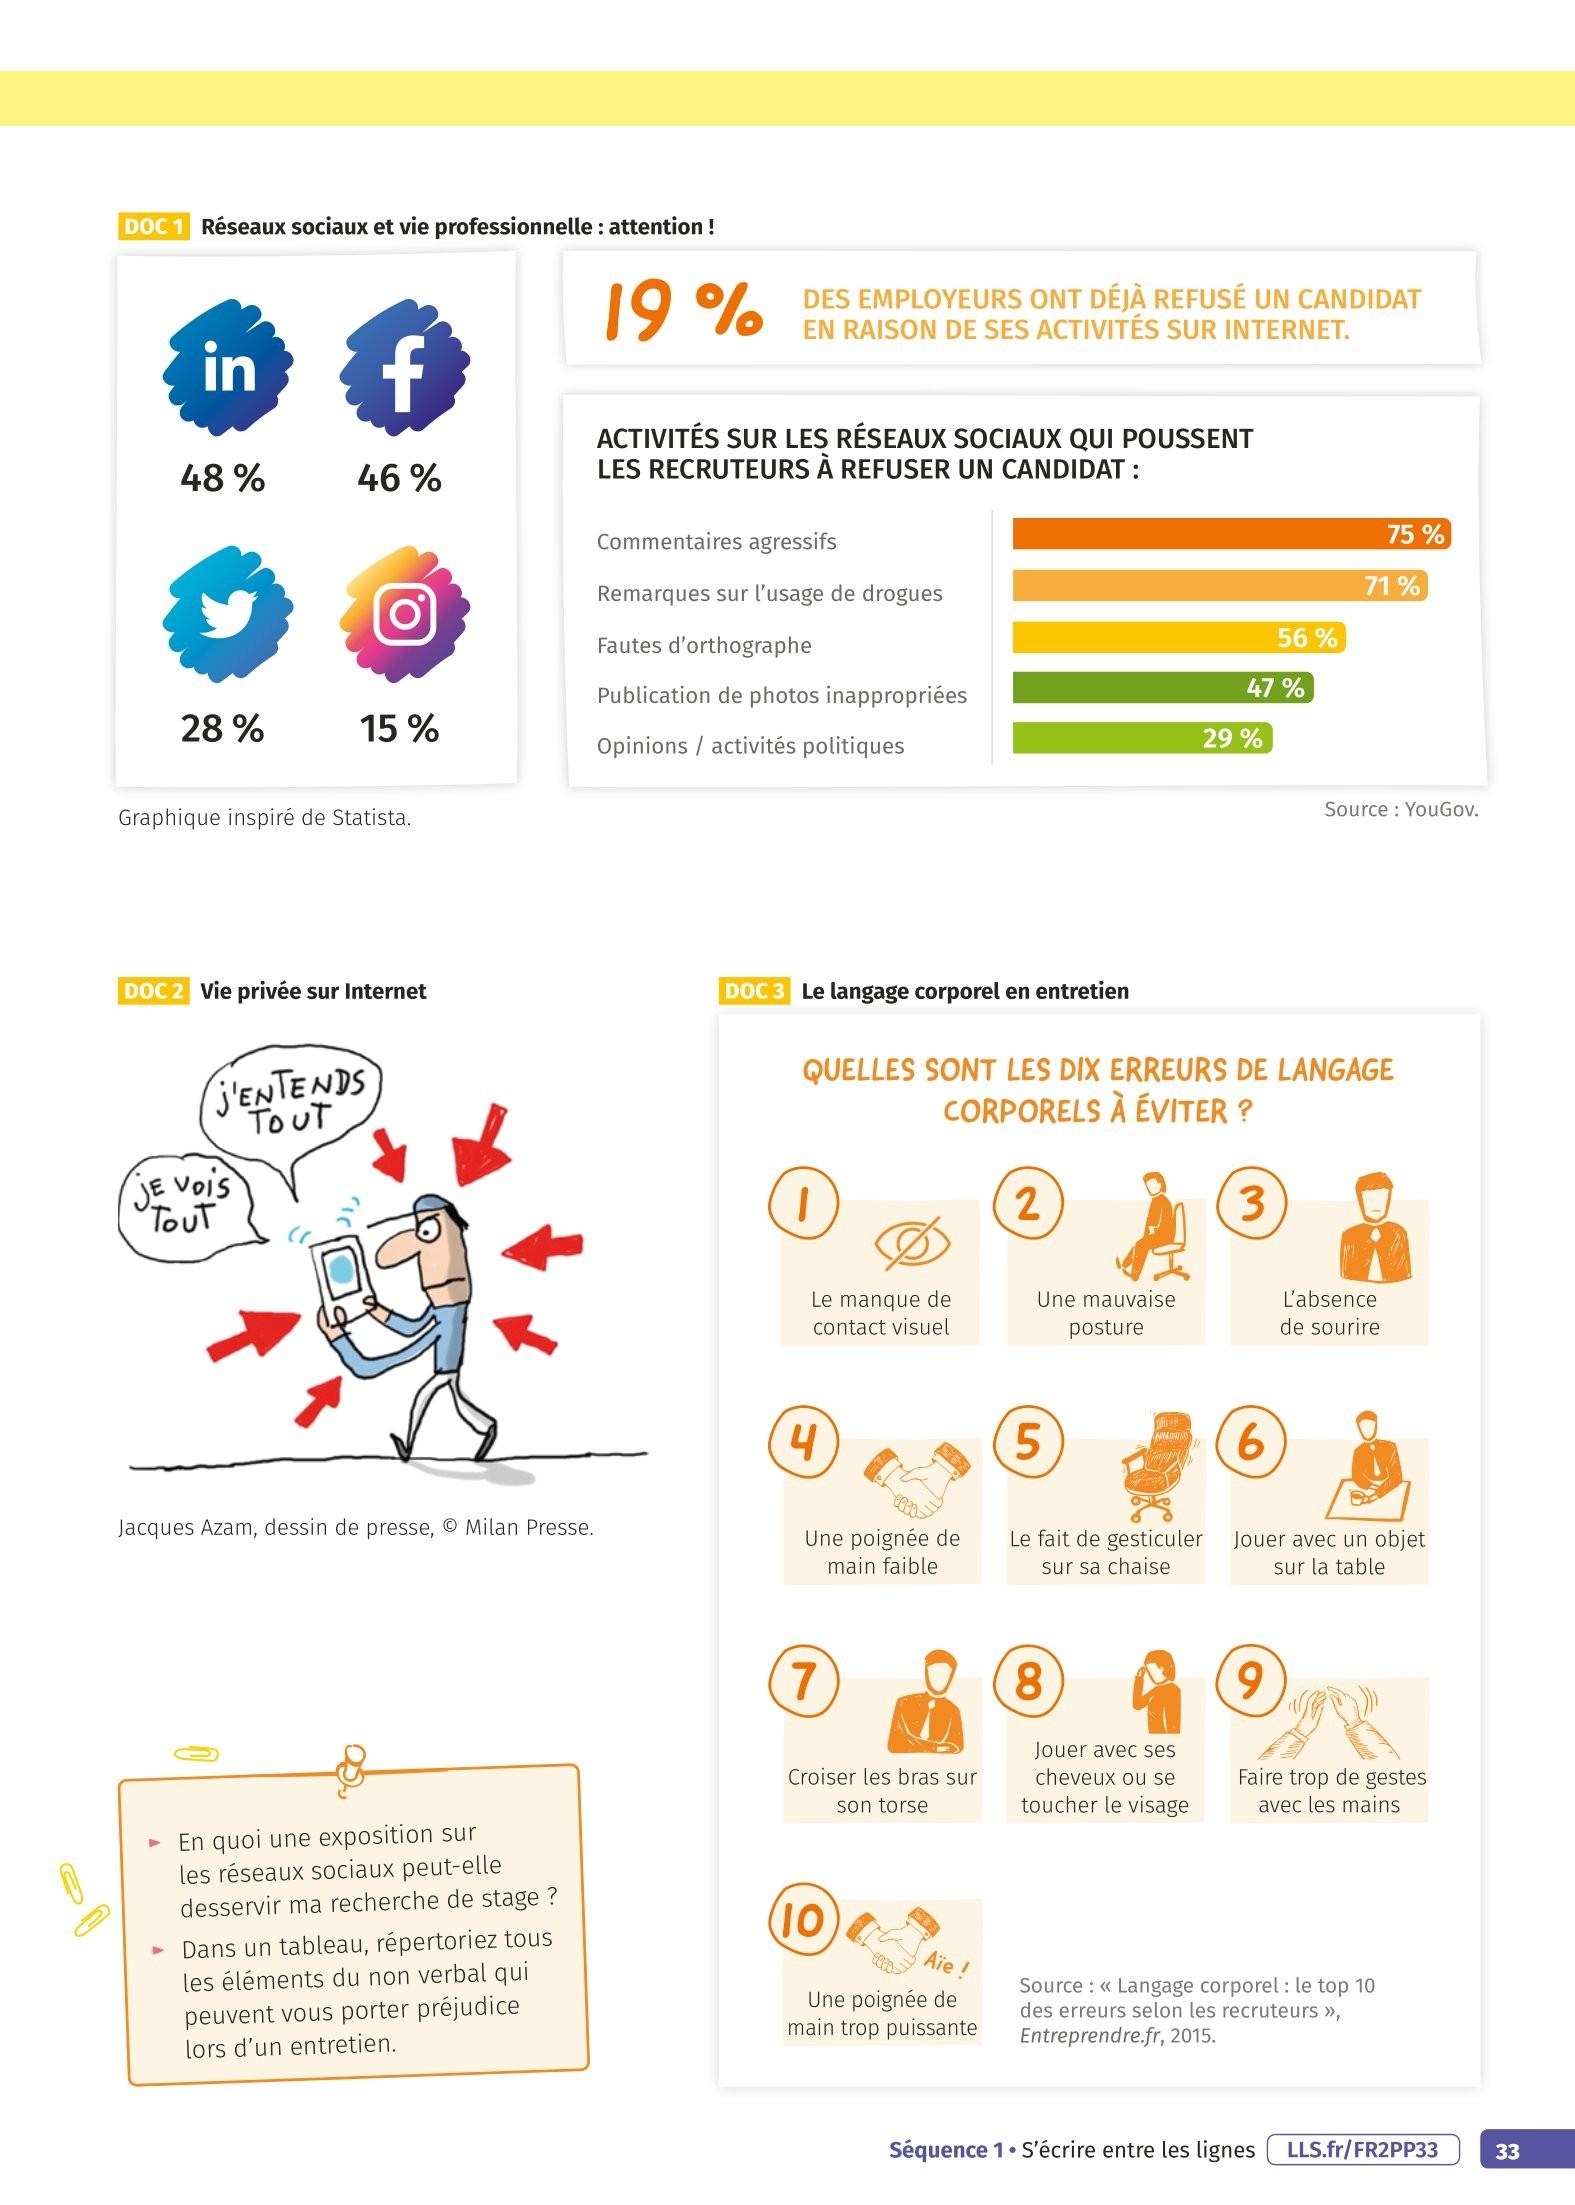 DOC 1 Réseaux sociaux et vie professionnelle : attention !
in
f
48 %
46 %
28 %
15 %
Graphique inspiré de Statista.
19 %
DES EMPLOYEURS ONT DÉJÀ REFUSÉ UN CANDIDAT
EN RAISON DE SES ACTIVITÉS SUR INTERNET.
ACTIVITÉS SUR LES RÉSEAUX SOCIAUX QUI POUSSENT
LES RECRUTEURS À REFUSER UN CANDIDAT :
Commentaires agressifs
75 %
Remarques sur l'usage de drogues
71 %
Fautes d'orthographe
56 %
Publication de photos inappropriées
47 %
Opinions / activités politiques
29 %
Source : YouGov.
DOC 2 Vie privée sur Internet
j'ENTENDS
TOUT
jE VOIS
TOUT
Jacques Azam, dessin de presse, © Milan Presse.
► En quoi une exposition sur
les réseaux sociaux peut-elle
desservir ma recherche de stage ?
► Dans un tableau, répertoriez tous
les éléments du non verbal qui
peuvent vous porter préjudice
lors d'un entretien.
DOC 3 Le langage corporel en entretien
QUELLES SONT LES DIX ERREURS DE LANGAGE
CORPORELS À ÉVITER ?
1
Le manque de
contact visuel
2
Une mauvaise
posture
3
L'absence
de sourire
4
Une poignée de
main faible
5
Le fait de gesticuler
sur sa chaise
6
Jouer avec un objet
sur la table
7
Croiser les bras sur
son torse
8
Jouer avec ses
cheveux ou se
toucher le visage
9
Faire trop de gestes
avec les mains
10
Aïe !
Une poignée de
main trop puissante
Source : « Langage corporel : le top 10
des erreurs selon les recruteurs »,
Entreprendre.fr, 2015.
Séquence 1 • S'écrire entre les lignes LLS.fr/FR2PP33 33